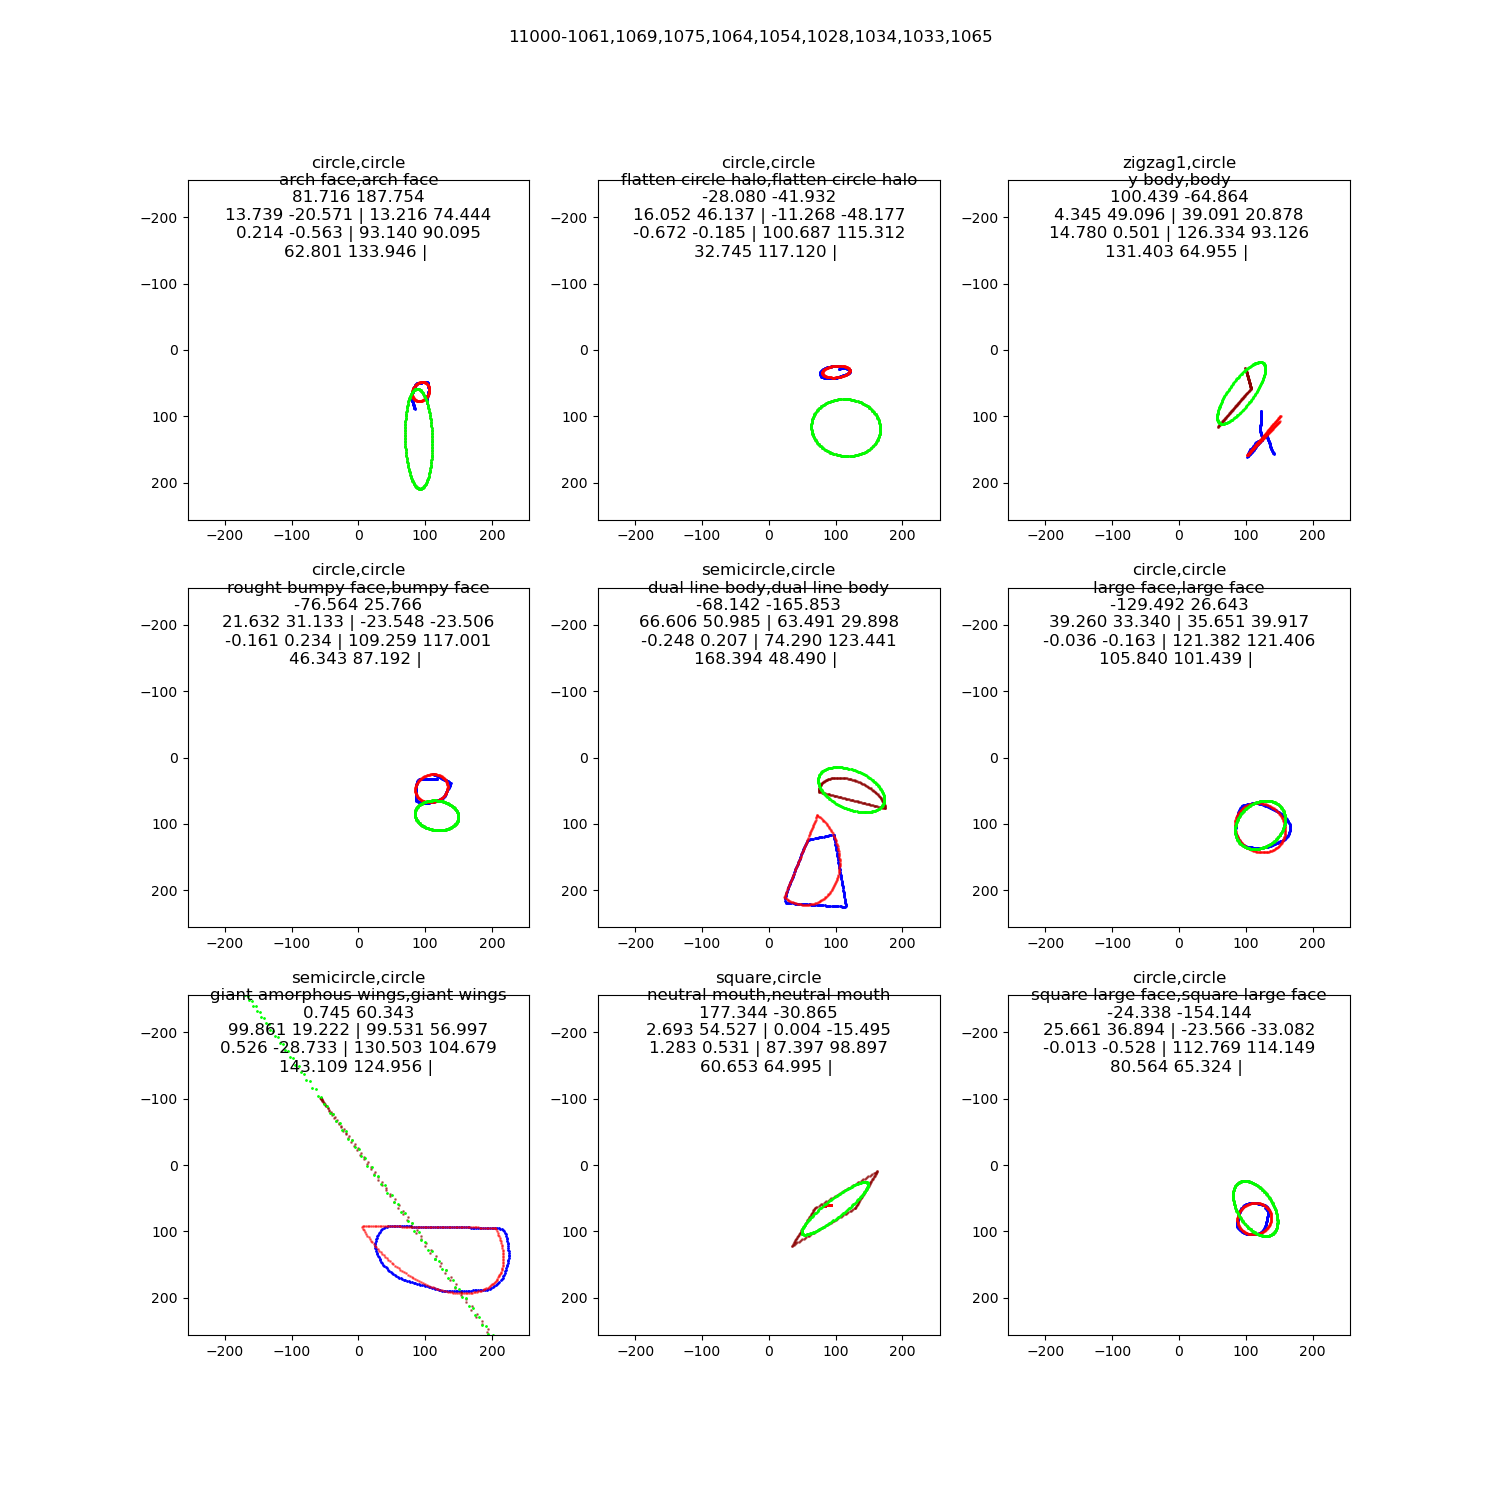 11000-1061,1069,1075,1064,1054,1028,1034,1033,1065
circle,circle
arch face,arch face
81.716 187.754
13.739 -20.571 | 13.216 74.444
0.214 -0.563 | 93.140 90.095
62.801 133.946 |
−200
−100
0
100
200
−200 −100 0 100 200
circle,circle
flatten circle halo,flatten circle halo
-28.080 -41.932
16.052 46.137 | -11.268 -48.177
-0.672 -0.185 | 100.687 115.312
32.745 117.120 |
−200
−100
0
100
200
−200 −100 0 100 200
zigzag1,circle
y body,body
100.439 -64.864
4.345 49.096 | 39.091 20.878
14.780 0.501 | 126.334 93.126
131.403 64.955 |
−200
−100
0
100
200
−200 −100 0 100 200
circle,circle
rought bumpy face,bumpy face
-76.564 25.766
21.632 31.133 | -23.548 -23.506
-0.161 0.234 | 109.259 117.001
46.343 87.192 |
−200
−100
0
100
200
−200 −100 0 100 200
semicircle,circle
dual line body,dual line body
-68.142 -165.853
66.606 50.985 | 63.491 29.898
-0.248 0.207 | 74.290 123.441
168.394 48.490 |
−200
−100
0
100
200
−200 −100 0 100 200
circle,circle
large face,large face
-129.492 26.643
39.260 33.340 | 35.651 39.917
-0.036 -0.163 | 121.382 121.406
105.840 101.439 |
−200
−100
0
100
200
−200 −100 0 100 200
semicircle,circle
giant amorphous wings,giant wings
0.745 60.343
99.861 19.222 | 99.531 56.997
0.526 -28.733 | 130.503 104.679
143.109 124.956 |
−200
−100
0
100
200
−200 −100 0 100 200
square,circle
neutral mouth,neutral mouth
177.344 -30.865
2.693 54.527 | 0.004 -15.495
1.283 0.531 | 87.397 98.897
60.653 64.995 |
−200
−100
0
100
200
−200 −100 0 100 200
circle,circle
square large face,square large face
-24.338 -154.144
25.661 36.894 | -23.566 -33.082
-0.013 -0.528 | 112.769 114.149
80.564 65.324 |
−200
−100
0
100
200
−200 −100 0 100 200